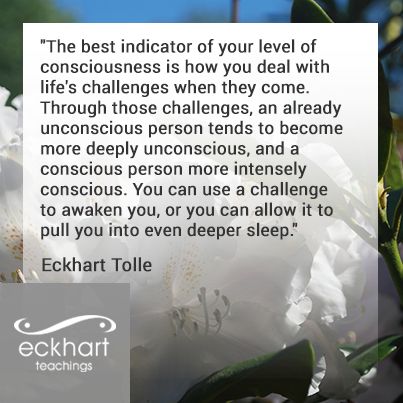 "The best indicator of your level of
consciousness is how you deal with
life's challenges when they come.
Through those challenges, an already
unconscious person tends to become
more deeply unconscious, and a
conscious person more intensely
conscious. You can use a challenge
to awaken you, or you can allow it to
pull you into even deeper sleep."
Eckhart Tolle
eckhart
teachings